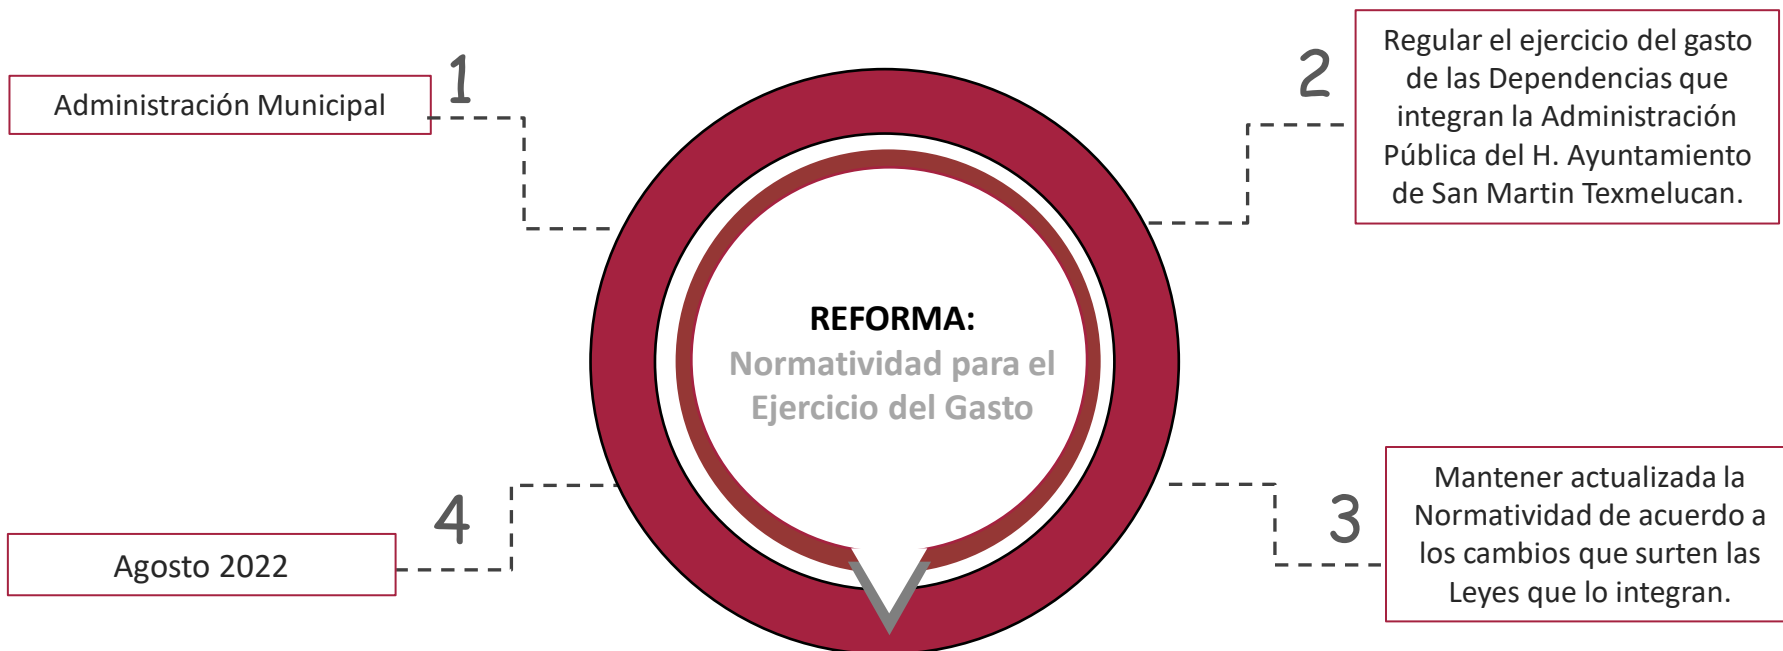 1
Administración Municipal
2
Regular el ejercicio del gasto
de las Dependencias que
integran la Administración
Pública del H. Ayuntamiento
de San Martin Texmelucan.
REFORMA:
Normatividad para el
Ejercicio del Gasto
3
Mantener actualizada la
Normatividad de acuerdo a
los cambios que surten las
Leyes que lo integran.
4
Agosto 2022